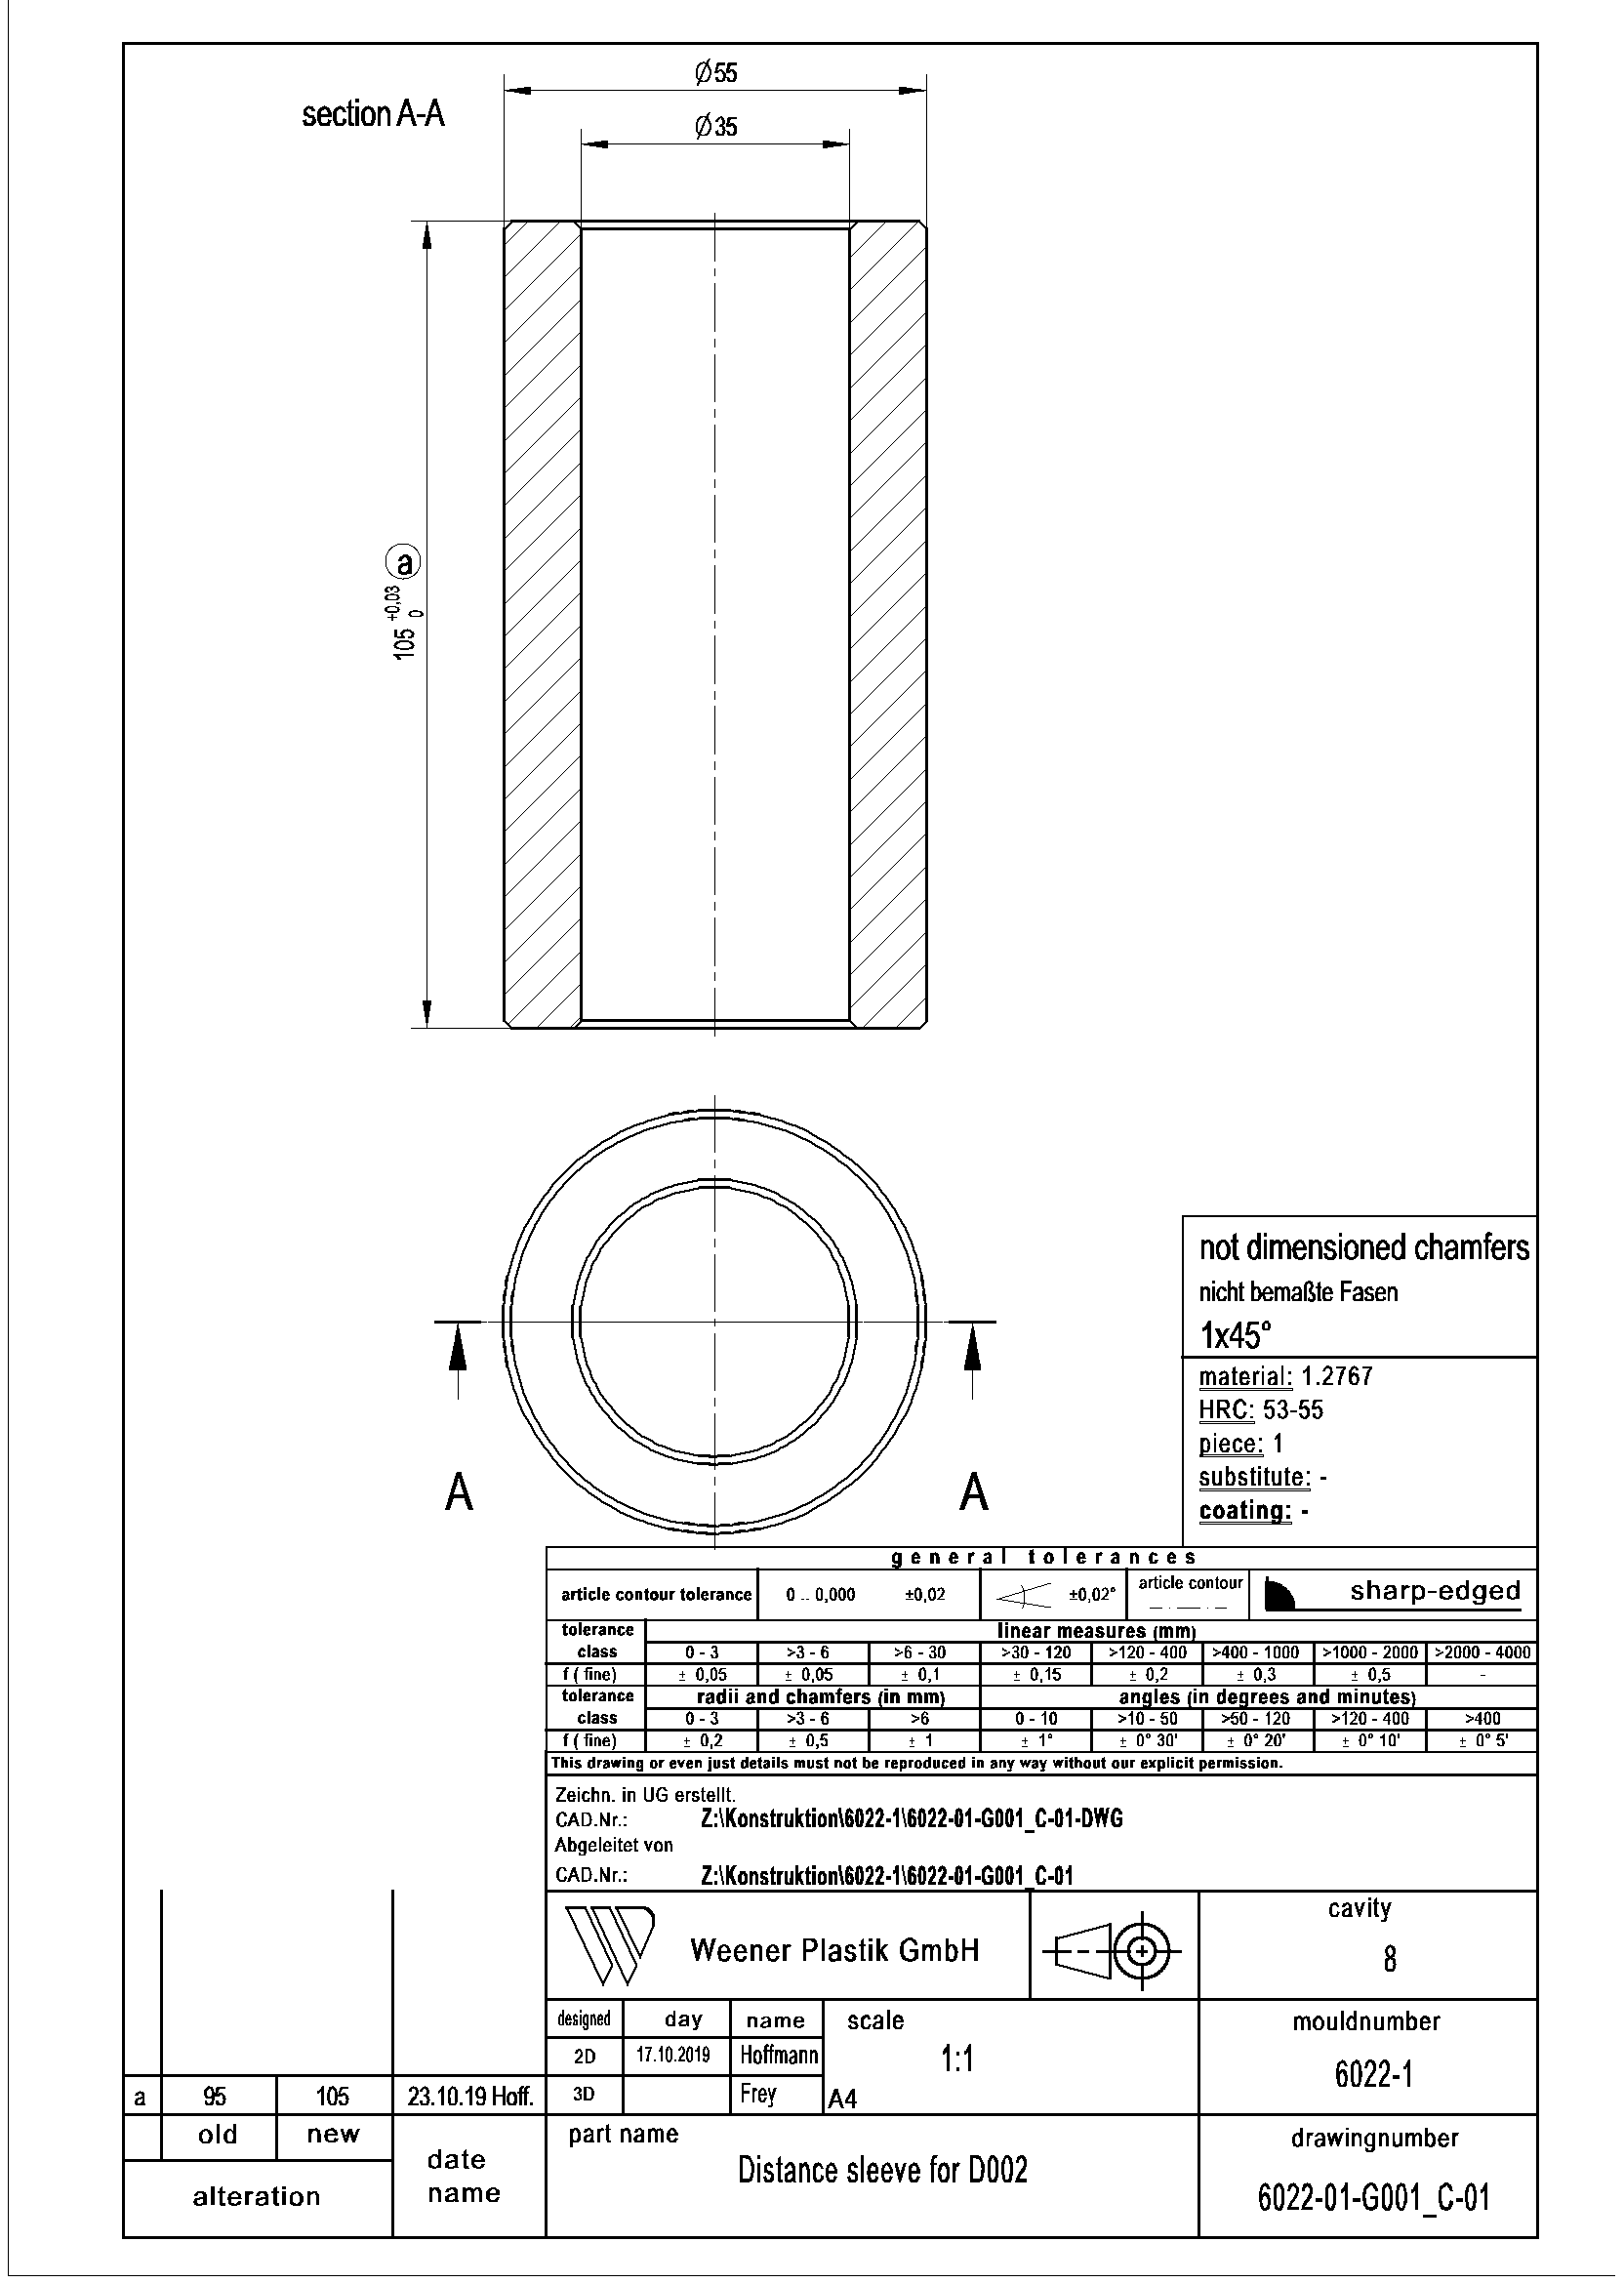 section A-A
Ø55
Ø35
105 +0,03 0 a
A A
not dimensioned chamfers
nicht bemaßte Fasen
1x45°
material: 1.2767
HRC: 53-55
piece: 1
substitute: -
coating: -
general tolerances
article contour tolerance 0 .. 0,000 ±0,02 ±0,02° article contour sharp-edged
tolerance class linear measures (mm)
0 - 3 >3 - 6 >6 - 30 >30 - 120 >120 - 400 >400 - 1000 >1000 - 2000 >2000 - 4000
f ( fine) ± 0,05 ± 0,05 ± 0,1 ± 0,15 ± 0,2 ± 0,3 ± 0,5 -
tolerance class radii and chamfers (in mm) angles (in degrees and minutes)
0 - 3 >3 - 6 >6 0 - 10 >10 - 50 >50 - 120 >120 - 400 >400
f ( fine) ± 0,2 ± 0,5 ± 1 ± 1° ± 0° 30' ± 0° 20' ± 0° 10' ± 0° 5'
This drawing or even just details must not be reproduced in any way without our explicit permission.
Zeichn. in UG erstellt.
CAD.Nr.: Z:\Konstruktion\6022-1\6022-01-G001_C-01-DWG
Abgeleitet von
CAD.Nr.: Z:\Konstruktion\6022-1\6022-01-G001_C-01
Weener Plastik GmbH
cavity
8
designed day name scale
2D 17.10.2019 Hoffmann 1:1
3D Frey A4
mouldnumber
6022-1
a 95 105 23.10.19 Hoff.
old new
alteration
date
name
part name
Distance sleeve for D002
drawingnumber
6022-01-G001_C-01